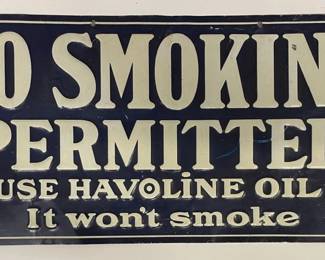 O SMOKIN
PERMITTE
USE HAVOLINE OIL
It won't smoke